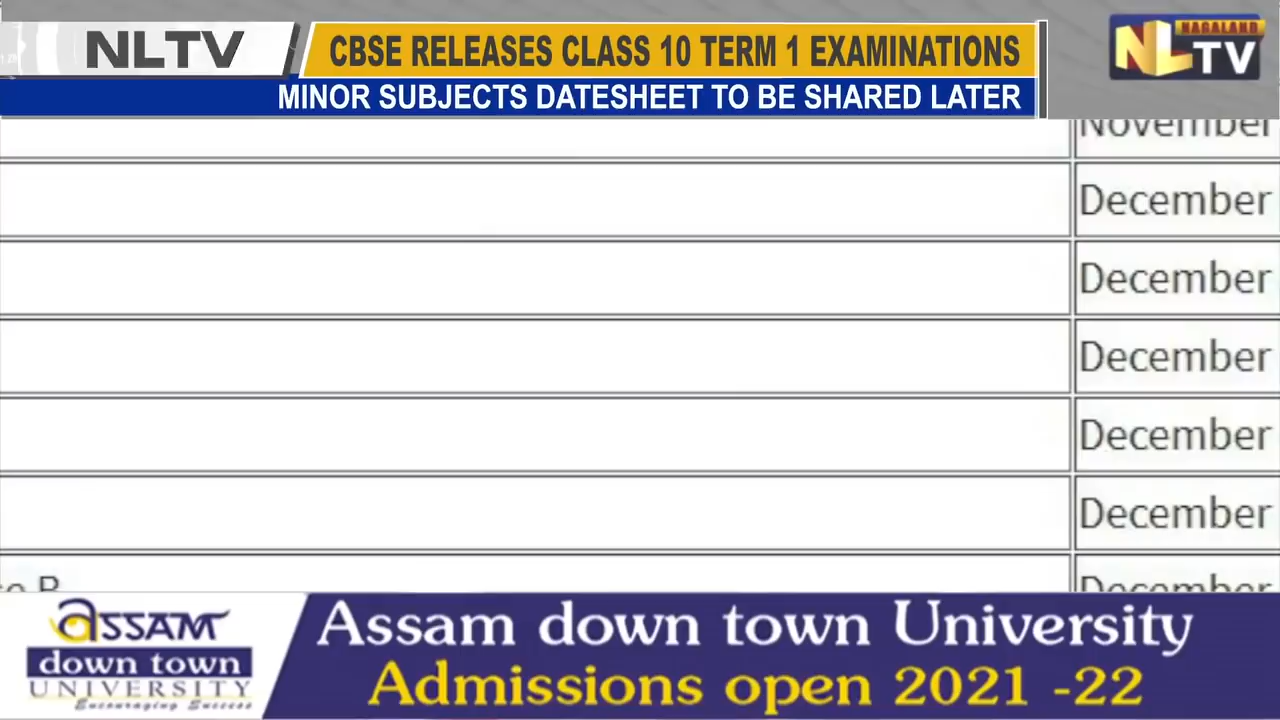 NLTV
CBSE RELEASES CLASS 10 TERM 1 EXAMINATIONS
MINOR SUBJECTS DATESHEET TO BE SHARED LATER
NAGALAND
NLTV
November
December
December
December
December
December
December
assam
down town
UNIVERSITY
Encouraging Success
Assam down town University
Admissions open 2021 -22